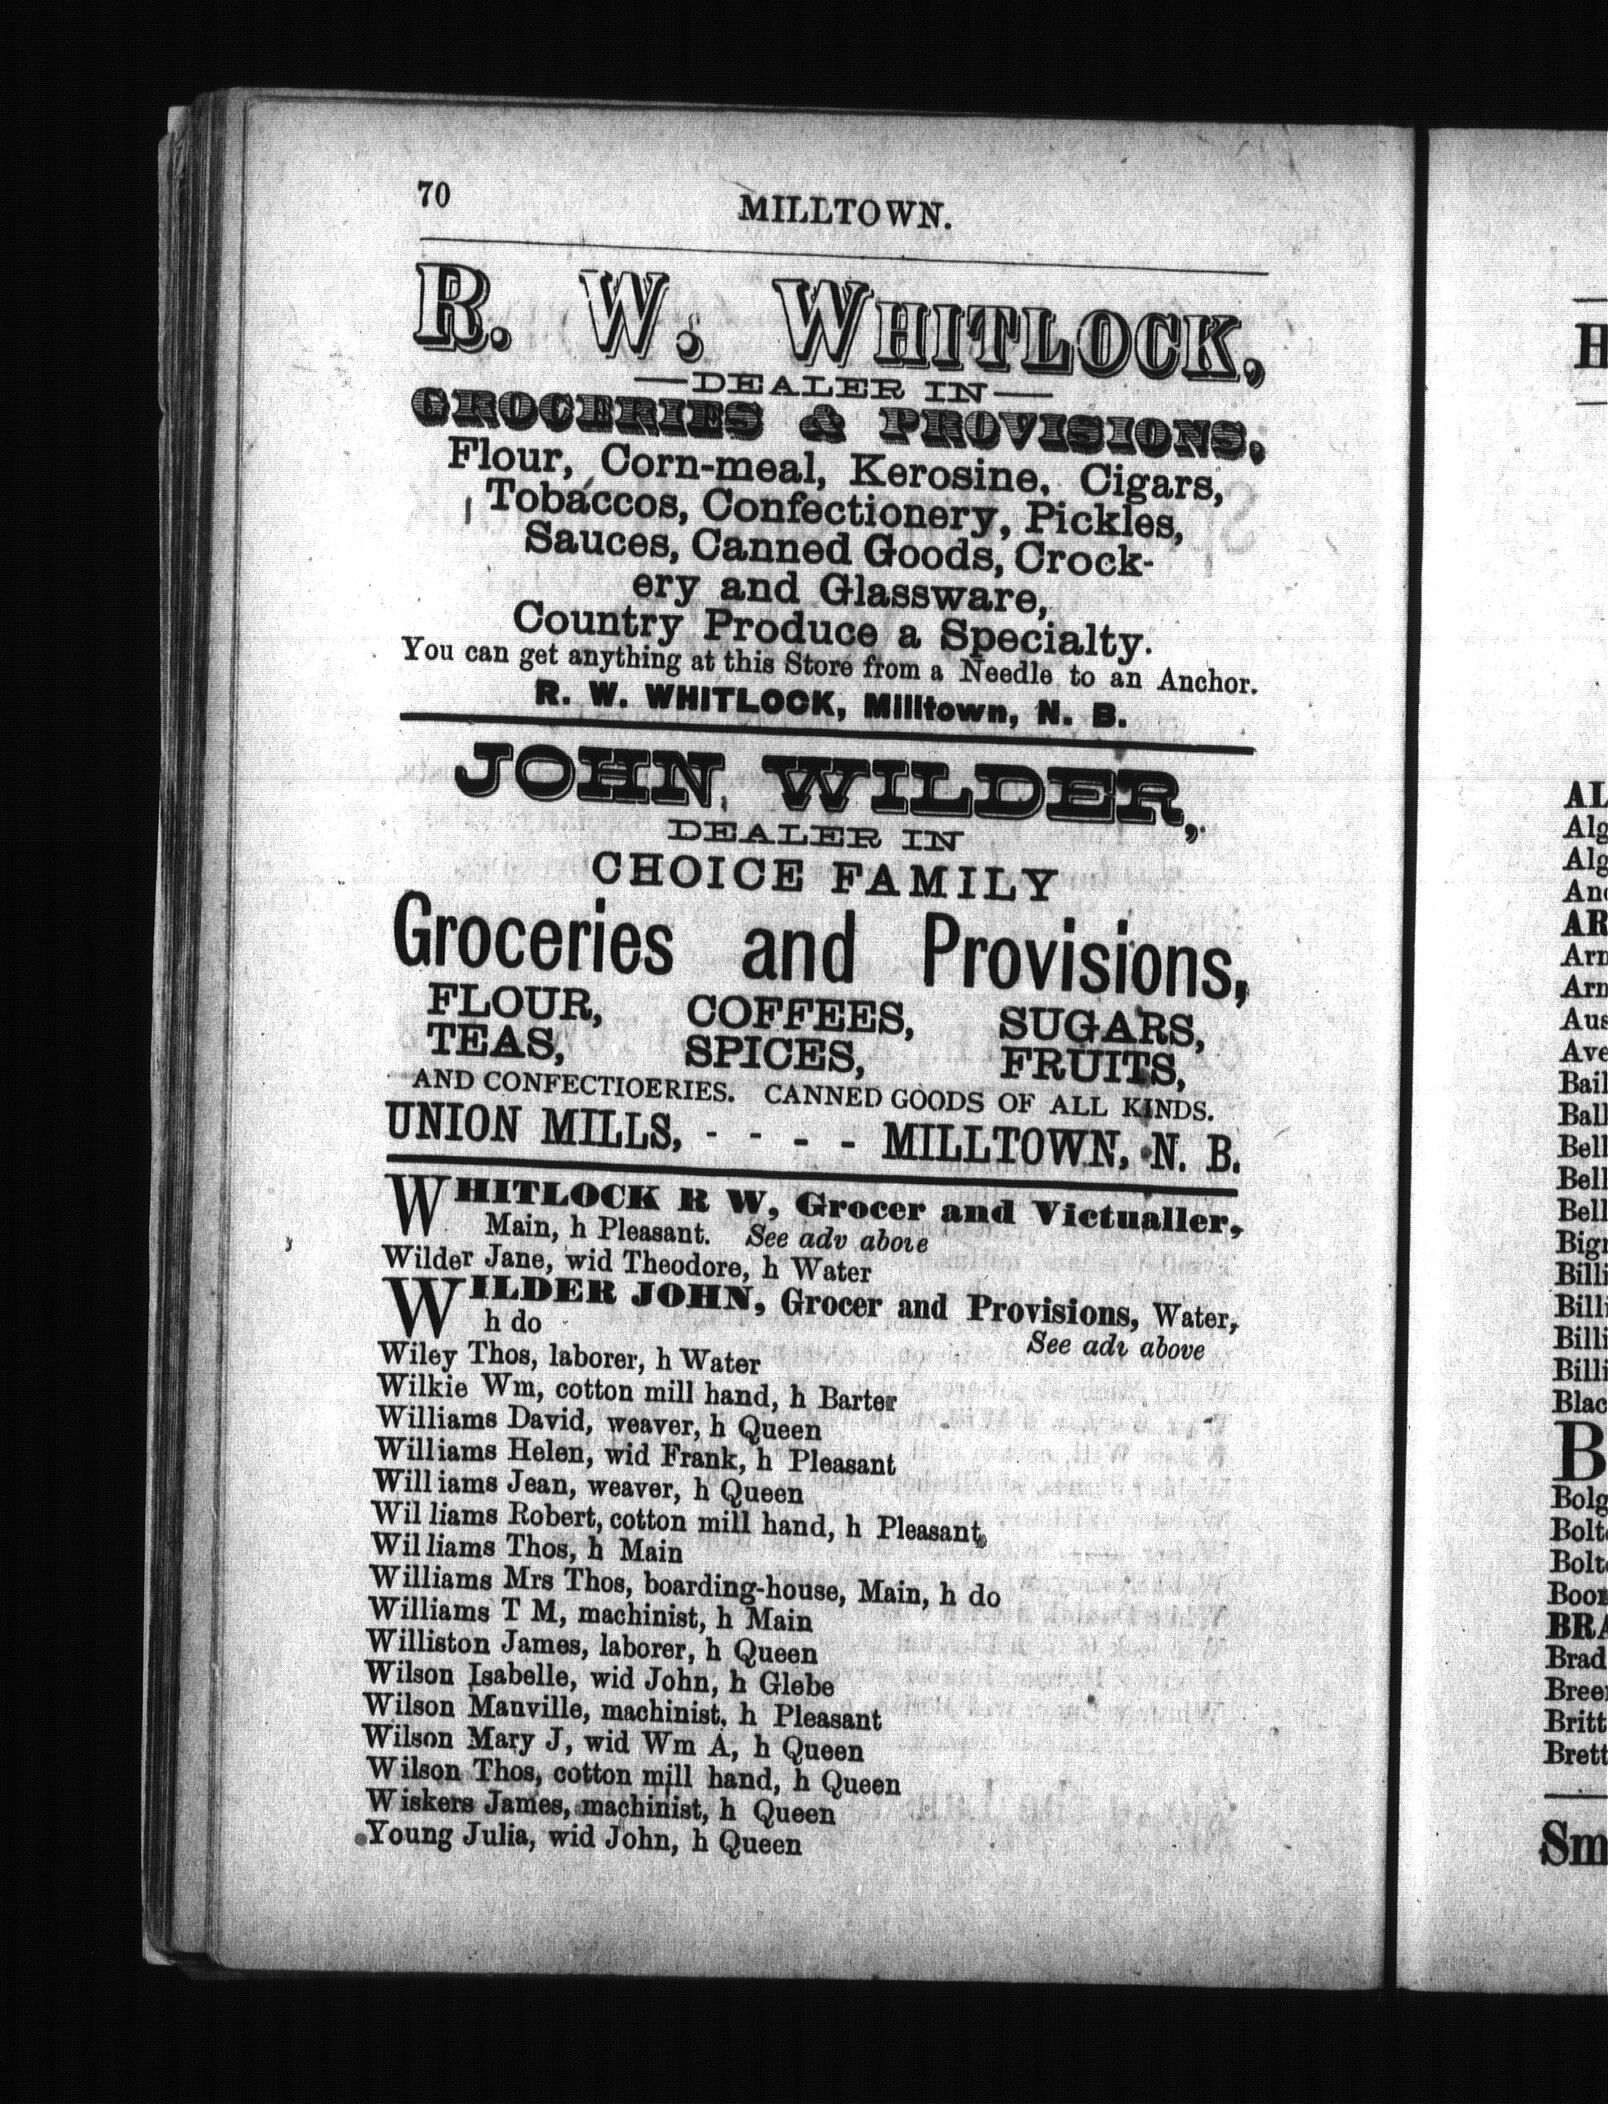 70
MILLTOWN.
R. W. WHITLOCK,
—DEALER IN—
GROCERIES & PROVISIONS,
Flour, Corn-meal, Kerosine, Cigars,
Tobaccos, Confectionery, Pickles,
Sauces, Canned Goods, Crock-
ery and Glassware,
Country Produce a Specialty.
You can get anything at this Store from a Needle to an Anchor.
R. W. WHITLOCK, Milltown, N. B.
JOHN WILDER,
DEALER IN
CHOICE FAMILY
Groceries and Provisions,
FLOUR, COFFEES, SUGARS,
TEAS, SPICES, FRUITS,
AND CONFECTIOERIES. CANNED GOODS OF ALL KINDS.
UNION MILLS, - - - - MILLTOWN, N. B.
WHITLOCK R W, Grocer and Victualler,
Main, h Pleasant. See adv above
Wilder Jane, wid Theodore, h Water
WILDER JOHN, Grocer and Provisions, Water,
h do See adv above
Wiley Thos, laborer, h Water
Wilkie Wm, cotton mill hand, h Barter
Williams David, weaver, h Queen
Williams Helen, wid Frank, h Pleasant
Williams Jean, weaver, h Queen
Williams Robert, cotton mill hand, h Pleasant
Williams Thos, h Main
Williams Mrs Thos, boarding-house, Main, h do
Williams T M, machinist, h Main
Williston James, laborer, h Queen
Wilson Isabelle, wid John, h Glebe
Wilson Manville, machinist, h Pleasant
Wilson Mary J, wid Wm A, h Queen
Wilson Thos, cotton mill hand, h Queen
Wiskers James, machinist, h Queen
Young Julia, wid John, h Queen